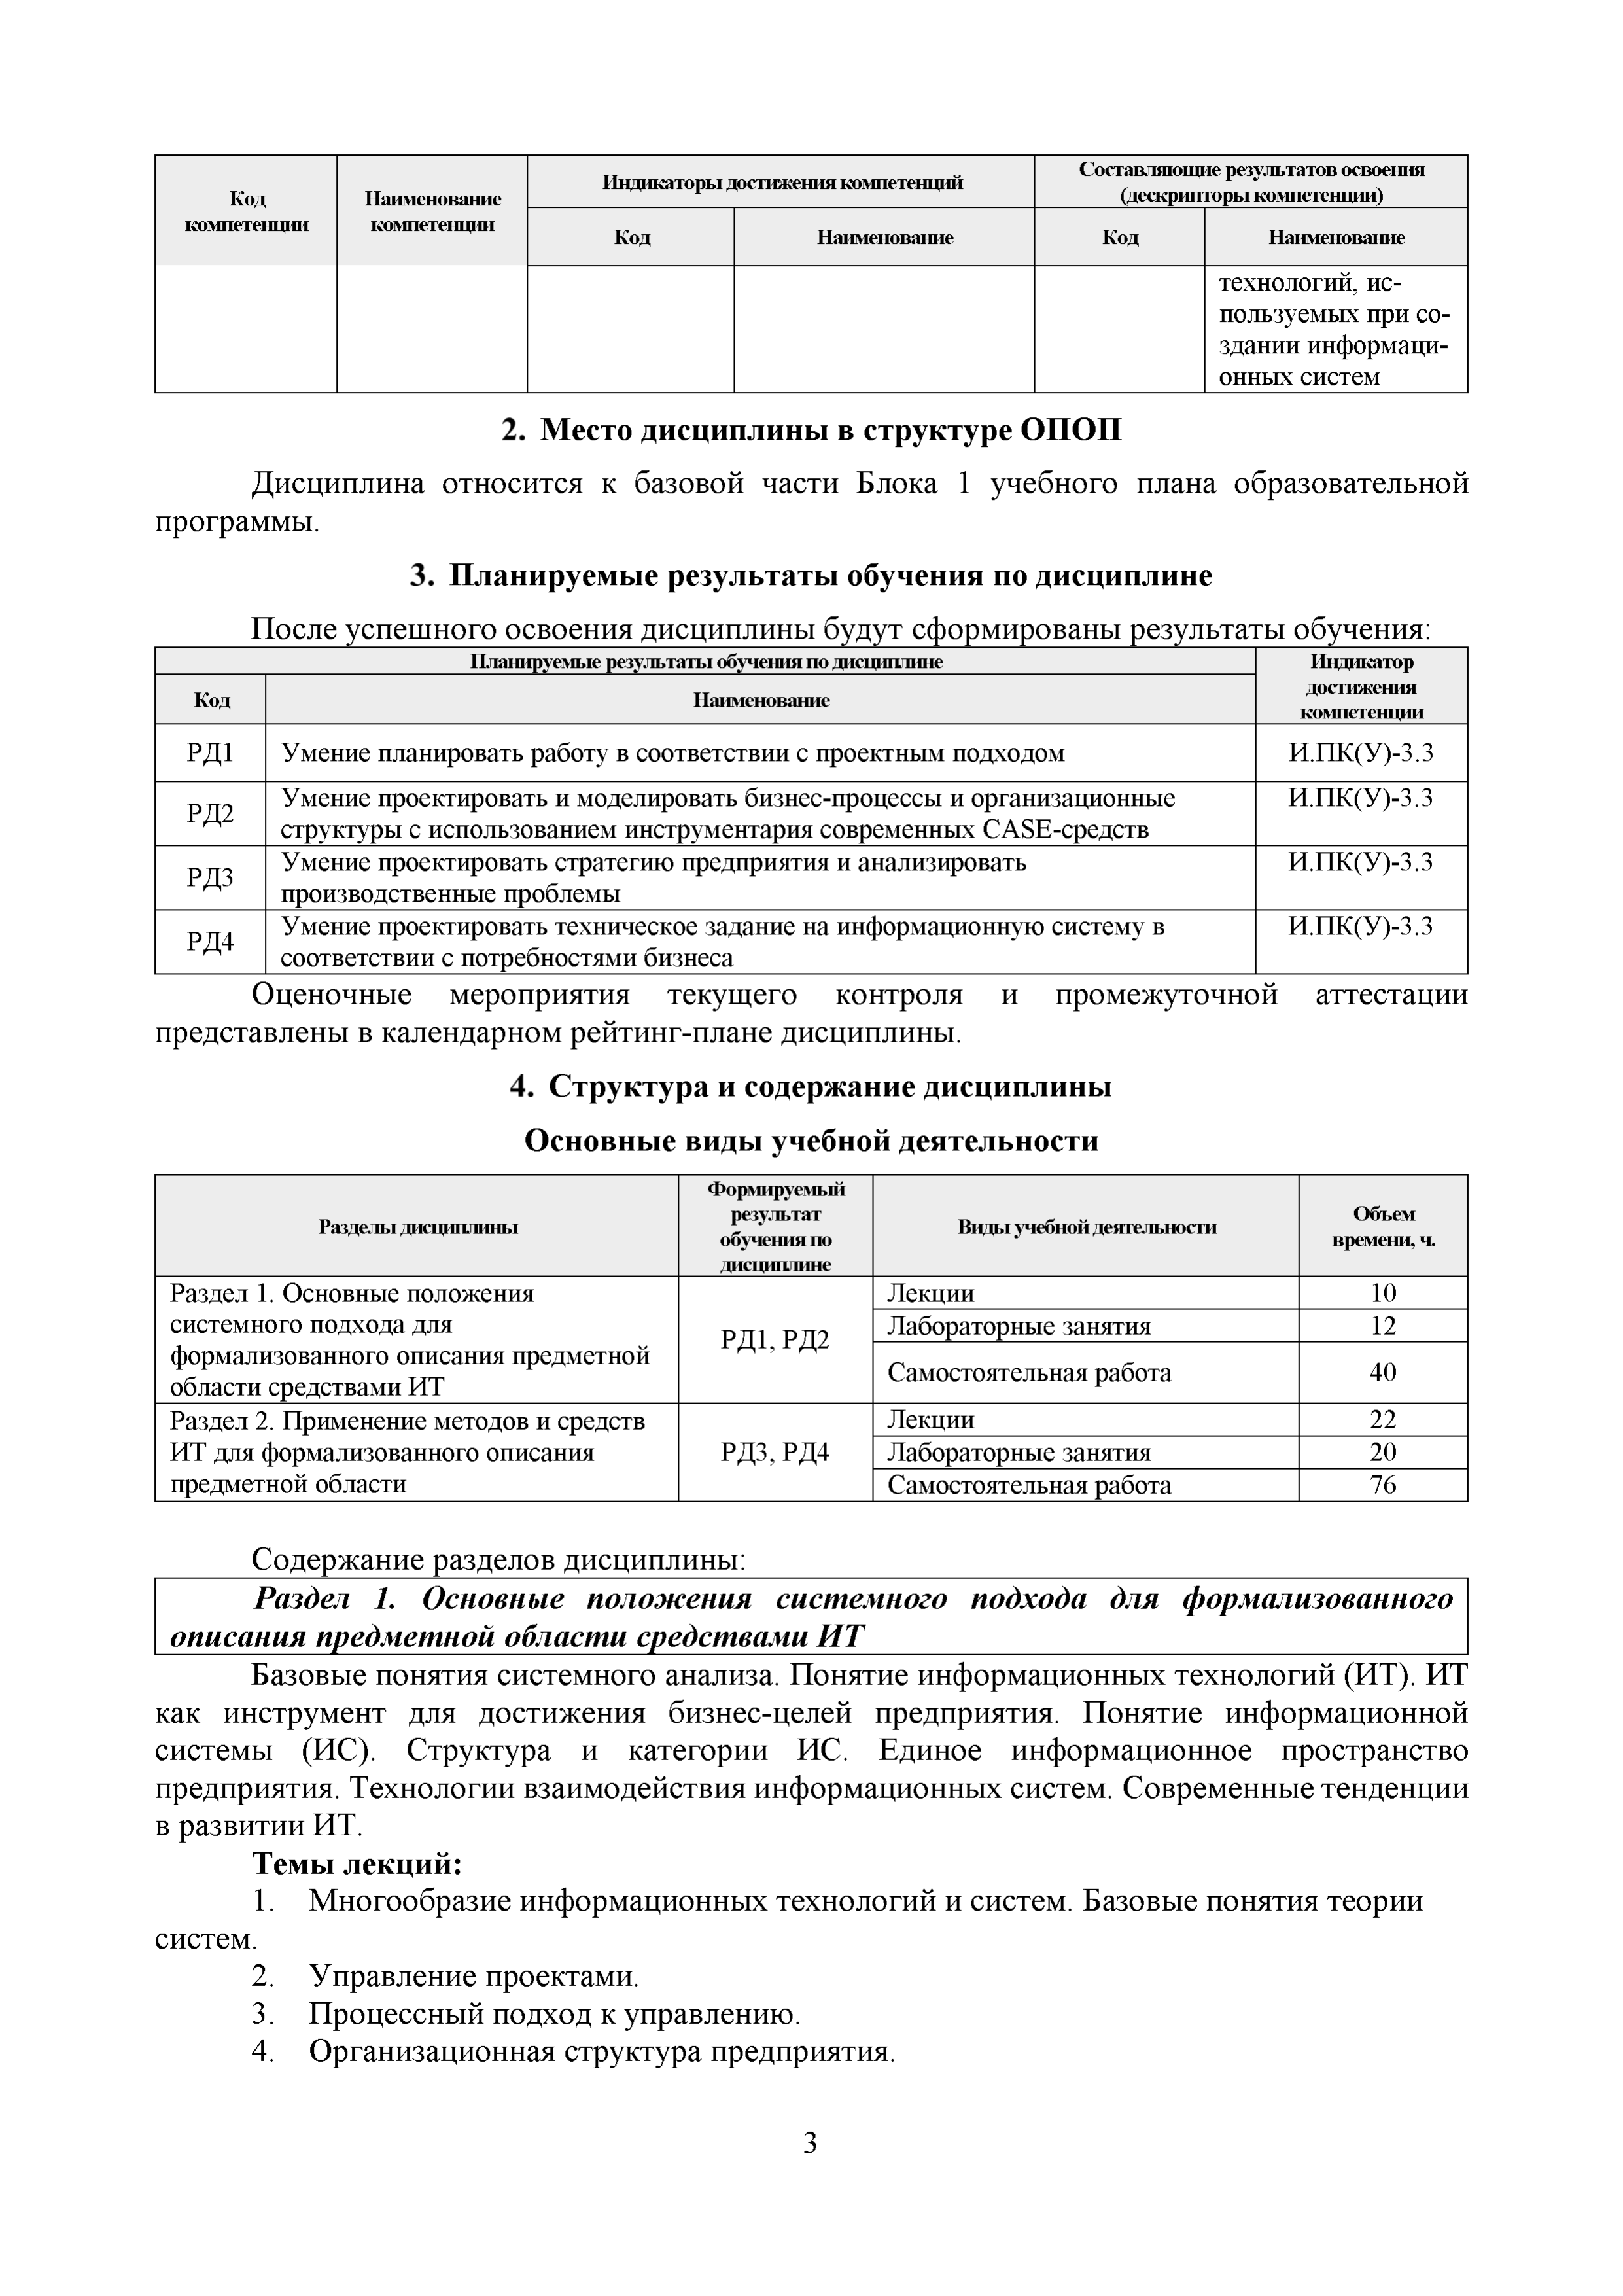 Код
компетенции
Наименование
компетенции
Индикаторы достижения компетенций
Составляющие результатов освоения
(дескрипторы компетенции)
Код
Наименование
Код
Наименование
технологий, ис-
пользуемых при со-
здании информаци-
онных систем
2. Место дисциплины в структуре ОПОП
Дисциплина относится к базовой части Блока 1 учебного плана образовательной
программы.
3. Планируемые результаты обучения по дисциплине
После успешного освоения дисциплины будут сформированы результаты обучения:
Планируемые результаты обучения по дисциплине
Индикатор
достижения
компетенции
Код
Наименование
РД1
Умение планировать работу в соответствии с проектным подходом
И.ПК(У)-3.3
РД2
Умение проектировать и моделировать бизнес-процессы и организационные
структуры с использованием инструментария современных CASE-средств
И.ПК(У)-3.3
РД3
Умение проектировать стратегию предприятия и анализировать
производственные проблемы
И.ПК(У)-3.3
РД4
Умение проектировать техническое задание на информационную систему в
соответствии с потребностями бизнеса
И.ПК(У)-3.3
Оценочные мероприятия текущего контроля и промежуточной аттестации
представлены в календарном рейтинг-плане дисциплины.
4. Структура и содержание дисциплины
Основные виды учебной деятельности
Разделы дисциплины
Формируемый
результат
обучения по
дисциплине
Виды учебной деятельности
Объем
времени, ч.
Раздел 1. Основные положения
системного подхода для
формализованного описания предметной
области средствами ИТ
РД1, РД2
Лекции
10
Лабораторные занятия
12
Самостоятельная работа
40
Раздел 2. Применение методов и средств
ИТ для формализованного описания
предметной области
РД3, РД4
Лекции
22
Лабораторные занятия
20
Самостоятельная работа
76
Содержание разделов дисциплины:
Раздел 1. Основные положения системного подхода для формализованного
описания предметной области средствами ИТ
Базовые понятия системного анализа. Понятие информационных технологий (ИТ). ИТ
как инструмент для достижения бизнес-целей предприятия. Понятие информационной
системы (ИС). Структура и категории ИС. Единое информационное пространство
предприятия. Технологии взаимодействия информационных систем. Современные тенденции
в развитии ИТ.
Темы лекций:
1. Многообразие информационных технологий и систем. Базовые понятия теории
систем.
2. Управление проектами.
3. Процессный подход к управлению.
4. Организационная структура предприятия.
3